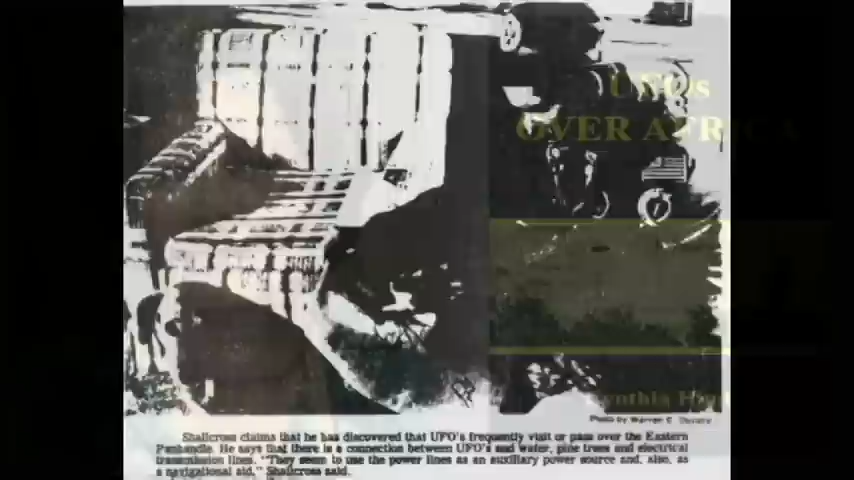 UFOs
OVER AFRICA
Cynthia
Photo by Warren
Shallcross claims that he has discovered that UFO's frequently visit or pass over the Eastern
Panhandle. He says that there is a connection between UFO's and water, pine trees and electrical
transmission lines. "They seem to use the power lines as an auxiliary power source and, also, as
a navigational aid," Shallcross said.